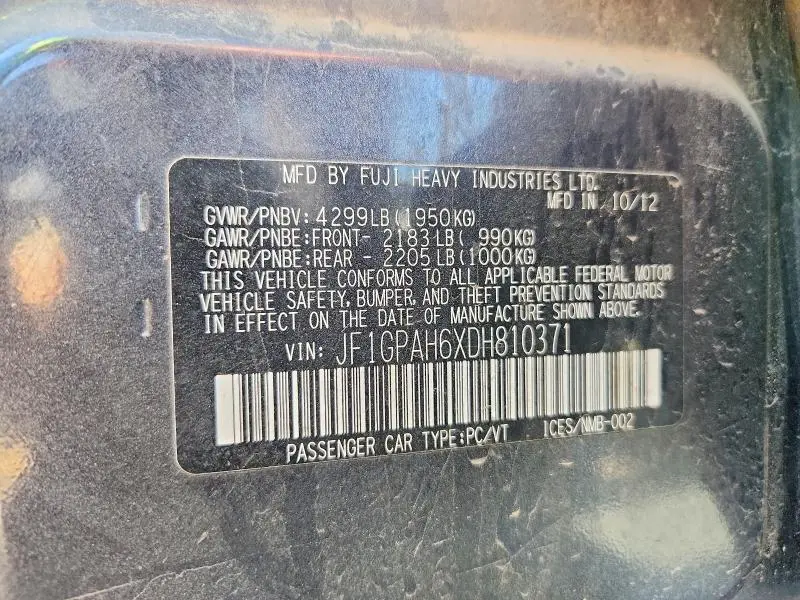 MFD BY FUJI HEAVY INDUSTRIES LTD.
MFD IN 10/12
GVWR/PNBV: 4299LB(1950KG)
GAWR/PNBE:FRONT- 2183LB( 990KG)
GAWR/PNBE:REAR - 2205LB(1000KG)
THIS VEHICLE CONFORMS TO ALL APPLICABLE FEDERAL MOTOR
VEHICLE SAFETY, BUMPER, AND THEFT PREVENTION STANDARDS
IN EFFECT ON THE DATE OF MANUFACTURE SHOWN ABOVE.
VIN: JF1GPAH6XDH810371
PASSENGER CAR TYPE:PC/VT ICES/NMB-002